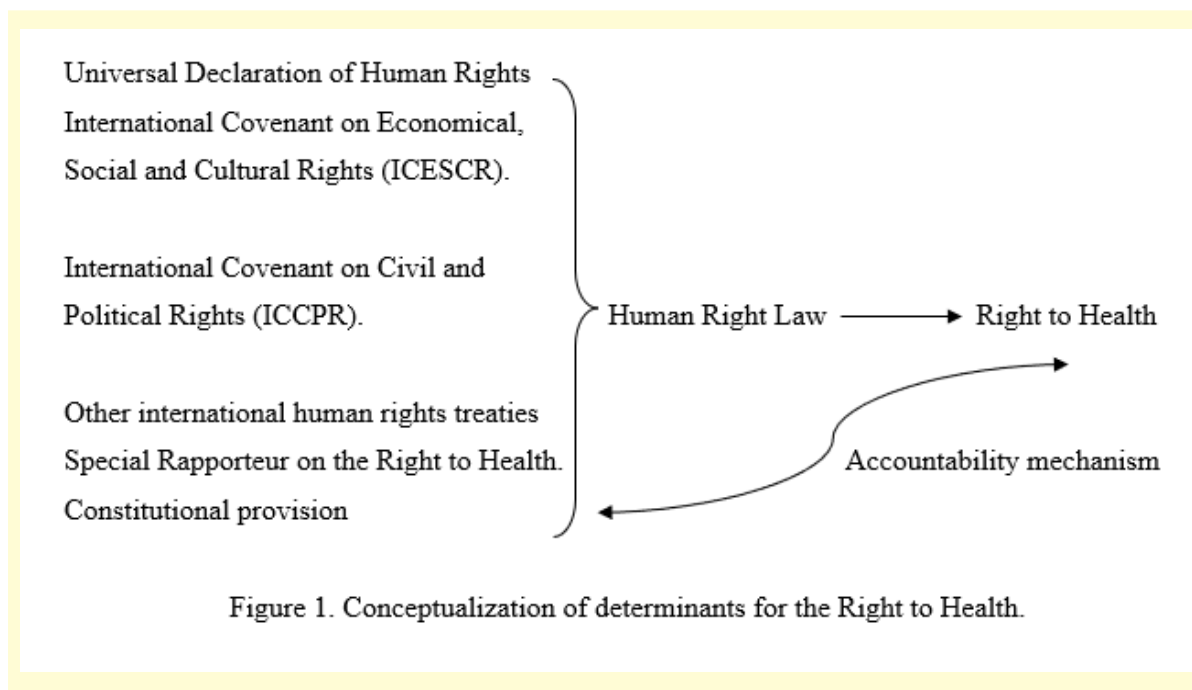 Universal Declaration of Human Rights
International Covenant on Economical,
Social and Cultural Rights (ICESCR).
International Covenant on Civil and
Political Rights (ICCPR).
Human Right Law
Right to Health
Other international human rights treaties
Special Rapporteur on the Right to Health.
Accountability mechanism
Constitutional provision
Figure 1. Conceptualization of determinants for the Right to Health.